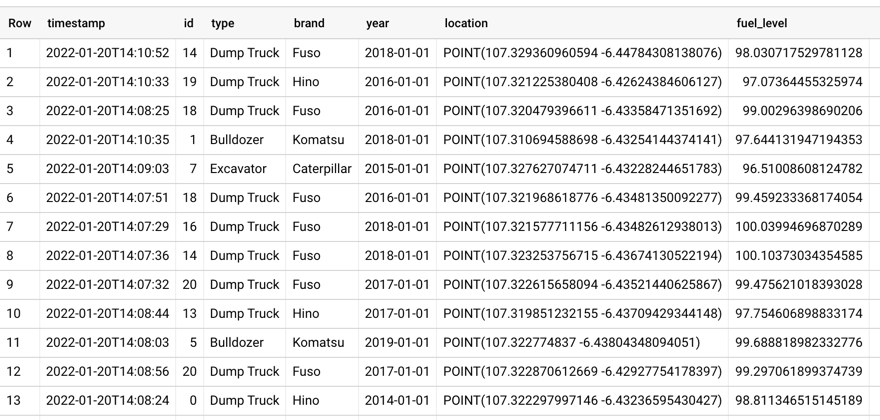 Row timestamp id type brand year location fuel_level
1 2022-01-20T14:10:52 14 Dump Truck Fuso 2018-01-01 POINT(107.329360960594 -6.44784308138076) 98.030717529781128
2 2022-01-20T14:10:33 19 Dump Truck Hino 2016-01-01 POINT(107.321225380408 -6.42624384606127) 97.07364455325974
3 2022-01-20T14:08:25 18 Dump Truck Fuso 2016-01-01 POINT(107.320479396611 -6.43358471351692) 99.00296398690206
4 2022-01-20T14:10:35 1 Bulldozer Komatsu 2018-01-01 POINT(107.310694588698 -6.43254144374141) 97.644131947194353
5 2022-01-20T14:09:03 7 Excavator Caterpillar 2015-01-01 POINT(107.327627074711 -6.43228244651783) 96.51008608124782
6 2022-01-20T14:07:51 18 Dump Truck Fuso 2016-01-01 POINT(107.321968618776 -6.43481350092277) 99.459233368174054
7 2022-01-20T14:07:29 16 Dump Truck Fuso 2018-01-01 POINT(107.321577711156 -6.43482612938013) 100.03994696870289
8 2022-01-20T14:07:36 14 Dump Truck Fuso 2018-01-01 POINT(107.323253756715 -6.43674130522194) 100.10373034354585
9 2022-01-20T14:07:32 20 Dump Truck Fuso 2017-01-01 POINT(107.322615658094 -6.43521440625867) 99.475621018393028
10 2022-01-20T14:08:44 13 Dump Truck Hino 2017-01-01 POINT(107.319851232155 -6.43709429344148) 97.754606898833174
11 2022-01-20T14:08:03 5 Bulldozer Komatsu 2019-01-01 POINT(107.322774837 -6.43804348094051) 99.688818982332776
12 2022-01-20T14:08:56 20 Dump Truck Fuso 2017-01-01 POINT(107.322870612669 -6.42927754178397) 99.297061899374739
13 2022-01-20T14:08:24 0 Dump Truck Hino 2014-01-01 POINT(107.322297997146 -6.43236595430427) 98.811346515145189